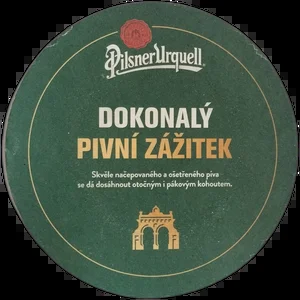 Pilsner Urquell
DOKONALÝ
PIVNÍ ZÁŽITEK
Skvěle načepovaného a ošetřeného piva
se dá dosáhnout otočným i pákovým kohoutem.